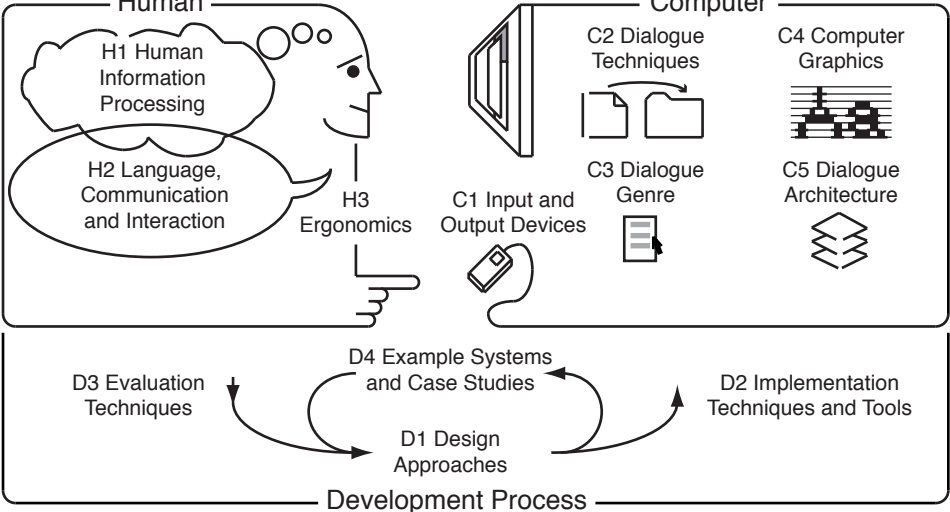 Human
Computer
H1 Human
Information
Processing
H2 Language,
Communication
and Interaction
H3
Ergonomics
C1 Input and
Output Devices
C2 Dialogue
Techniques
C4 Computer
Graphics
C3 Dialogue
Genre
C5 Dialogue
Architecture
D3 Evaluation
Techniques
D4 Example Systems
and Case Studies
D1 Design
Approaches
D2 Implementation
Techniques and Tools
Development Process